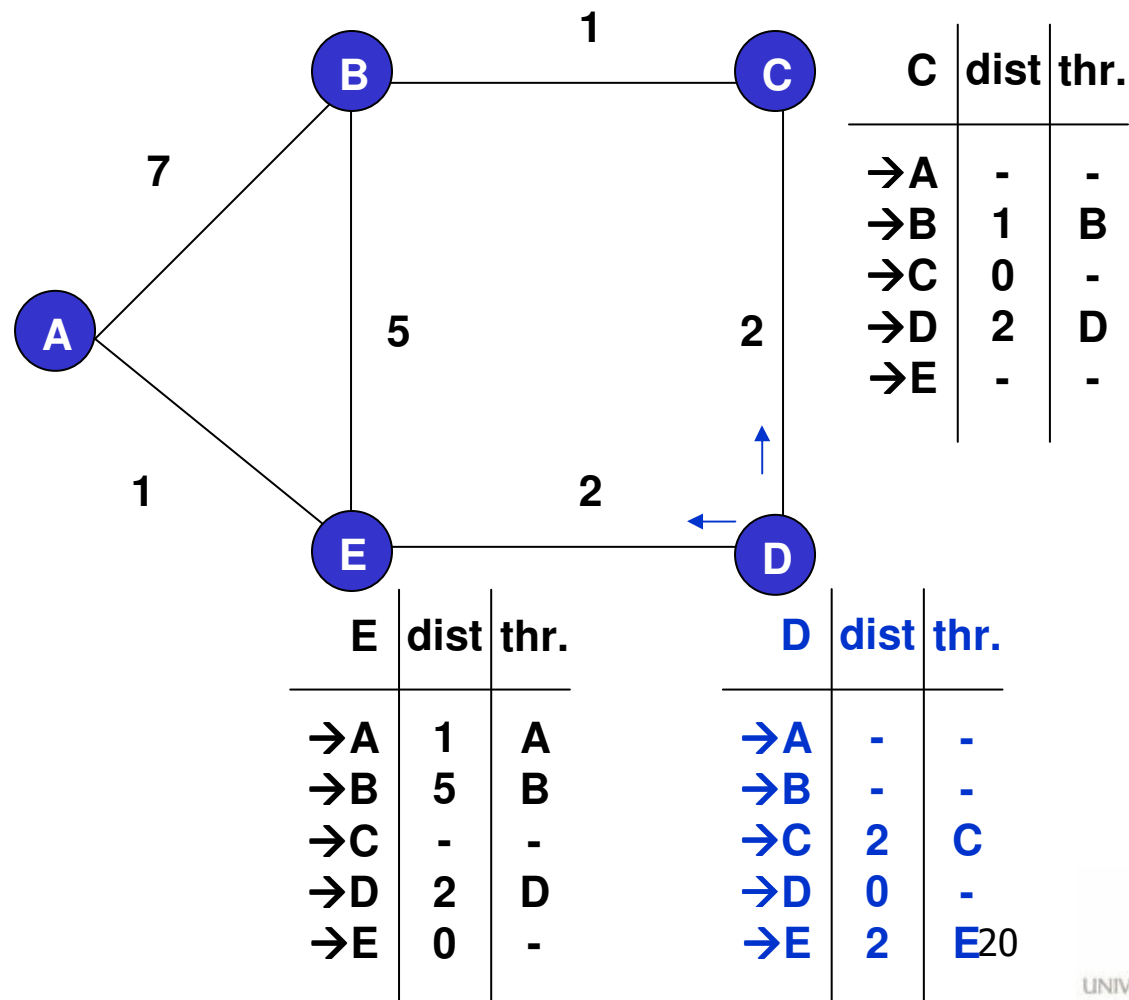 1
B
C
7
A
5
2
1
2
E
D
C dist thr.
→A - -
→B 1 B
→C 0 -
→D 2 D
→E - -
E dist thr.
→A 1 A
→B 5 B
→C - -
→D 2 D
→E 0 -
D dist thr.
→A - -
→B - -
→C 2 C
→D 0 -
→E 2 E
20
UNIV